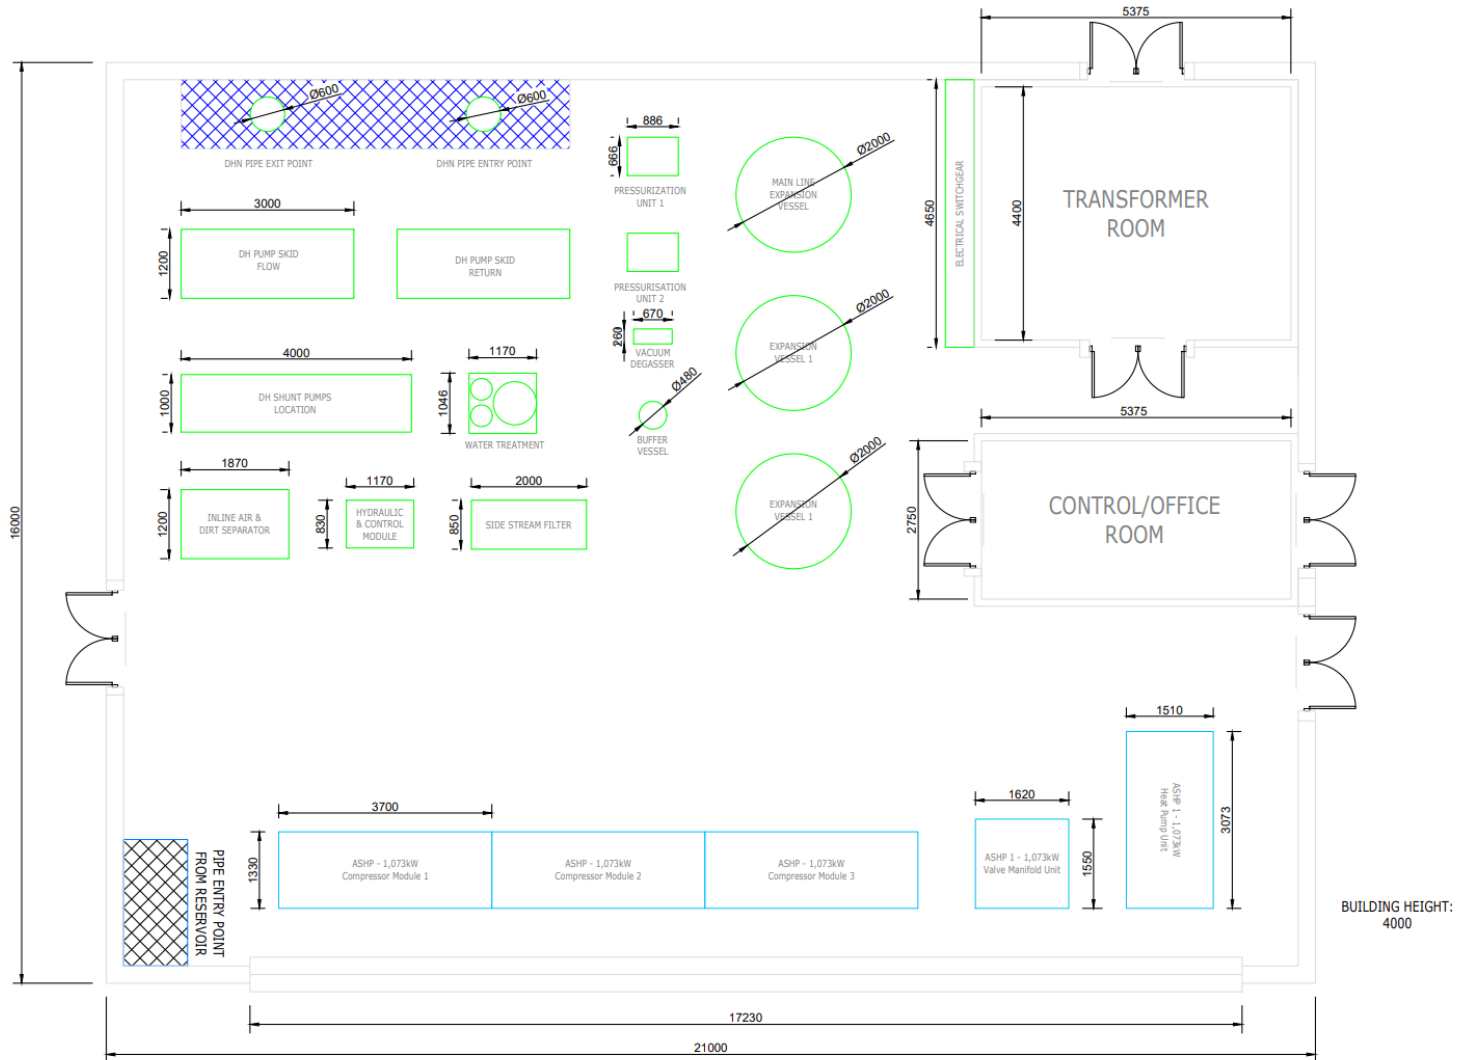 5375
Ø600
Ø600
DHN PIPE EXIT POINT
DHN PIPE ENTRY POINT
886
666
PRESSURIZATION
UNIT 1
Ø2000
MAIN LINE
EXPANSION
VESSEL
4650
ELECTRICAL SWITCHGEAR
4400
TRANSFORMER
ROOM
3000
1200
DH PUMP SKID
FLOW
DH PUMP SKID
RETURN
PRESSURISATION
UNIT 2
670
260
VACUUM
DEGASSER
Ø2000
EXPANSION
VESSEL 1
4000
1000
DH SHUNT PUMPS
LOCATION
1170
1046
WATER TREATMENT
Ø480
BUFFER
VESSEL
5375
2750
CONTROL/OFFICE
ROOM
1870
1200
INLINE AIR &
DIRT SEPARATOR
1170
830
HYDRAULIC
& CONTROL
MODULE
2000
850
SIDE STREAM FILTER
Ø2000
EXPANSION
VESSEL 1
16000
3700
1330
ASHP - 1,073kW
Compressor Module 1
ASHP - 1,073kW
Compressor Module 2
ASHP - 1,073kW
Compressor Module 3
1620
1550
ASHP 1 - 1,073kW
Valve Manifold Unit
1510
3073
ASHP 1 - 1,073kW
Heat Pump Unit
PIPE ENTRY POINT
FROM RESERVOIR
BUILDING HEIGHT:
4000
17230
21000